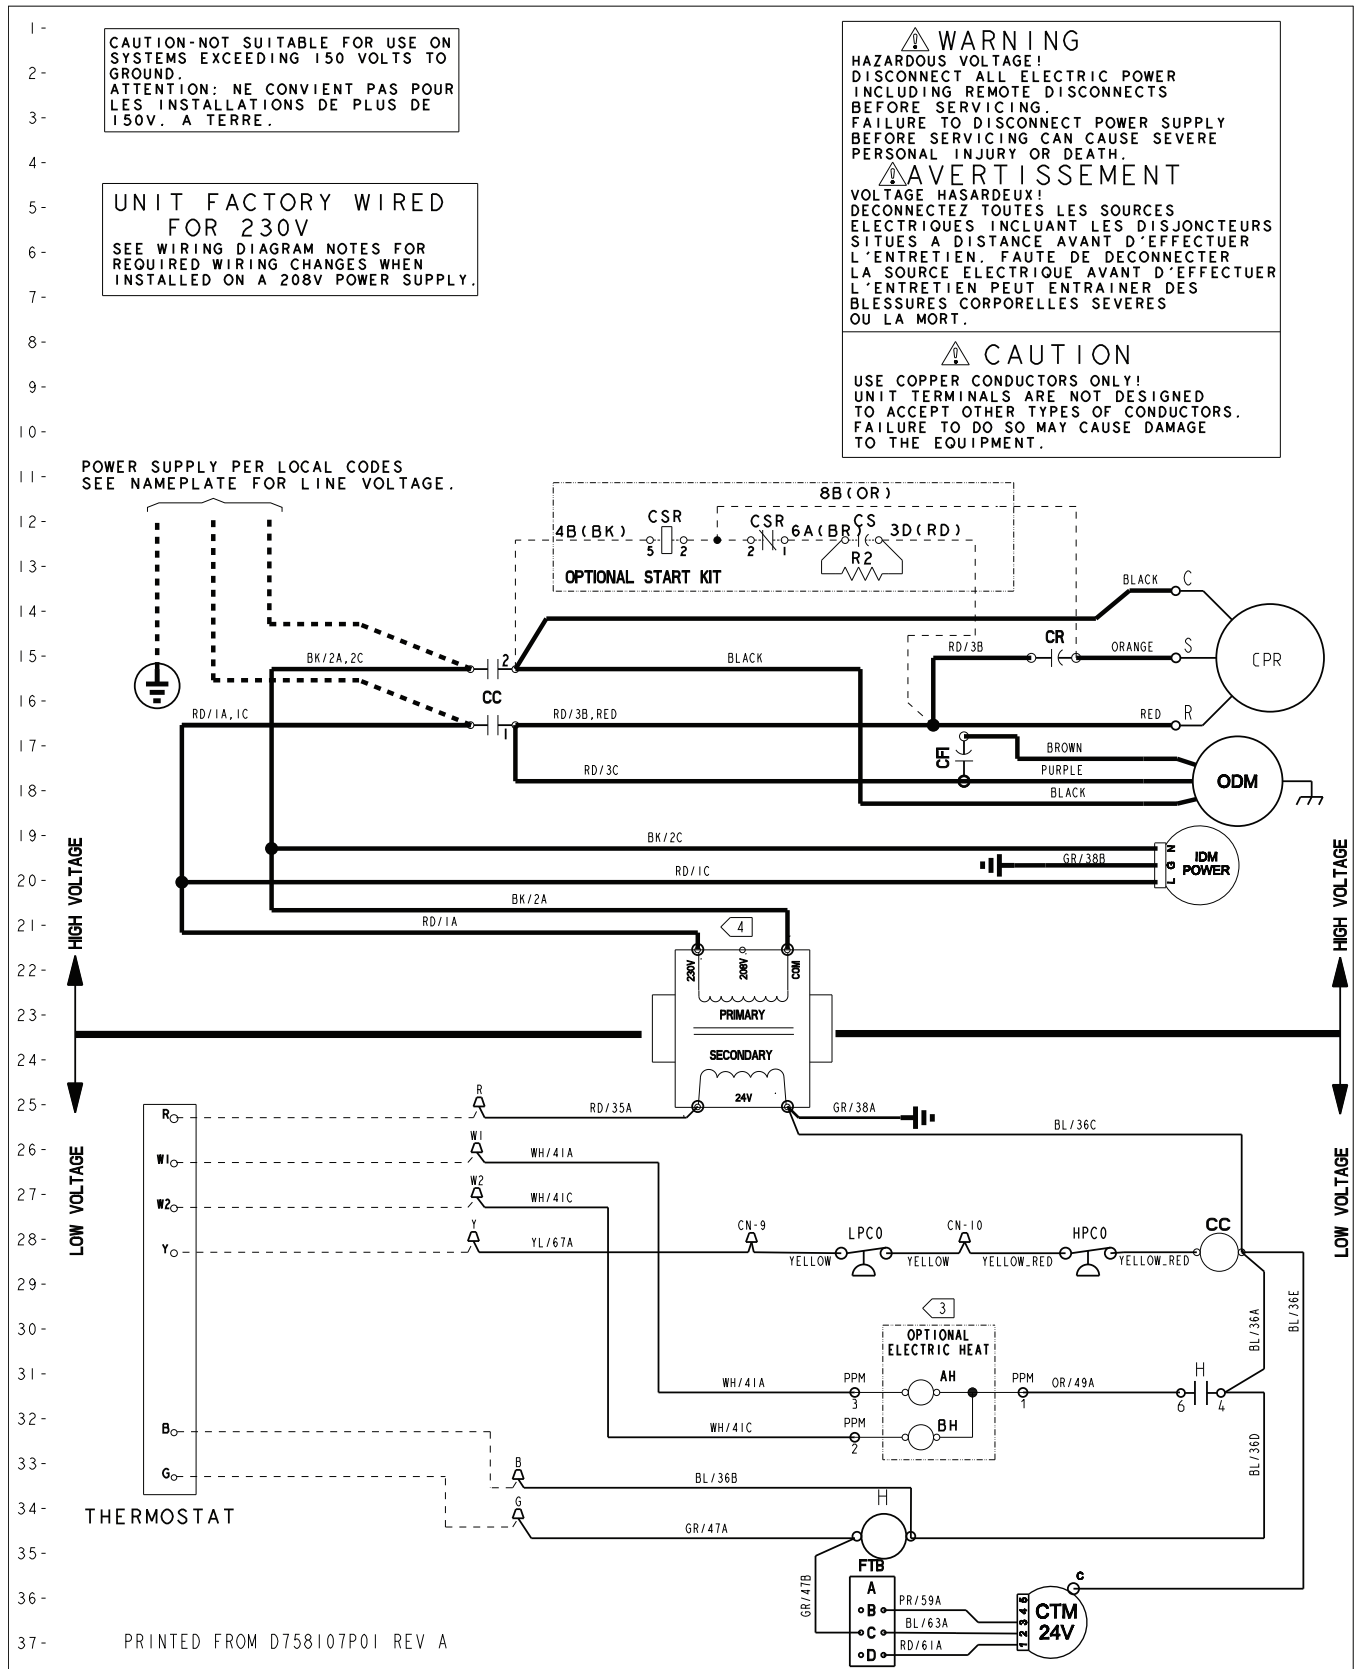 1-
CAUTION-NOT SUITABLE FOR USE ON
SYSTEMS EXCEEDING 150 VOLTS TO
GROUND.
ATTENTION: NE CONVIENT PAS POUR
LES INSTALLATIONS DE PLUS DE
150V. A TERRE.
2-
3-
4-
WARNING
HAZARDOUS VOLTAGE!
DISCONNECT ALL ELECTRIC POWER
INCLUDING REMOTE DISCONNECTS
BEFORE SERVICING.
FAILURE TO DISCONNECT POWER SUPPLY
BEFORE SERVICING CAN CAUSE SEVERE
PERSONAL INJURY OR DEATH.
AVERTISSEMENT
VOLTAGE HASARDEUX!
DECONNECTEZ TOUTES LES SOURCES
ELECTRIQUES INCLUANT LES DISJONCTEURS
SITUES A DISTANCE AVANT D'EFFECTUER
L'ENTRETIEN. FAUTE DE DECONNECTER
LA SOURCE ELECTRIQUE AVANT D'EFFECTUER
L'ENTRETIEN PEUT ENTRAINER DES
BLESSURES CORPORELLES SEVERES
OU LA MORT.
CAUTION
USE COPPER CONDUCTORS ONLY!
UNIT TERMINALS ARE NOT DESIGNED
TO ACCEPT OTHER TYPES OF CONDUCTORS.
FAILURE TO DO SO MAY CAUSE DAMAGE
TO THE EQUIPMENT.
UNIT FACTORY WIRED
FOR 230V
SEE WIRING DIAGRAM NOTES FOR
REQUIRED WIRING CHANGES WHEN
INSTALLED ON A 208V POWER SUPPLY.
5-
6-
7-
8-
9-
10-
11-
POWER SUPPLY PER LOCAL CODES
SEE NAMEPLATE FOR LINE VOLTAGE.
12-
8B(OR)
4B(BK) CSR CSR 6A(BR) CS 3D(RD)
5 2 2 1
R2
13-
OPTIONAL START KIT
BLACK C
14-
15-
BK/2A,2C 2 BLACK RD/3B CR ORANGE S
CPR
CC
16-
RD/1A,1C 1 RD/3B,RED RED R
17-
CF1 BROWN
RD/3C PURPLE
ODM
18-
BLACK
19-
BK/2C N
GR/38B G
IDM
POWER
20-
RD/1C L
BK/2A
21-
RD/1A
4
HIGH VOLTAGE
HIGH VOLTAGE
22-
230V 208V COM
23-
PRIMARY
24-
SECONDARY
24V
25-
R R RD/35A GR/38A
BL/36C
26-
W1 W1 WH/41A
27-
W2 W2 WH/41C
LOW VOLTAGE
LOW VOLTAGE
28-
Y Y YL/67A CN-9 YELLOW LPCO YELLOW CN-10 YELLOW_RED HPCO YELLOW_RED CC
29-
BL/36A BL/36E
30-
3
OPTIONAL
ELECTRIC HEAT
31-
WH/41A PPM 3 AH PPM 1 OR/49A 6 H 4
32-
WH/41C PPM 2 BH
BL/36D
33-
B B BL/36B
G G
H
34-
THERMOSTAT
GR/47A
35-
FTB
GR/47B
A C
36-
B PR/59A
C BL/63A
D RD/61A
5 4 3 2 1
CTM
24V
37-
PRINTED FROM D758107P01 REV A